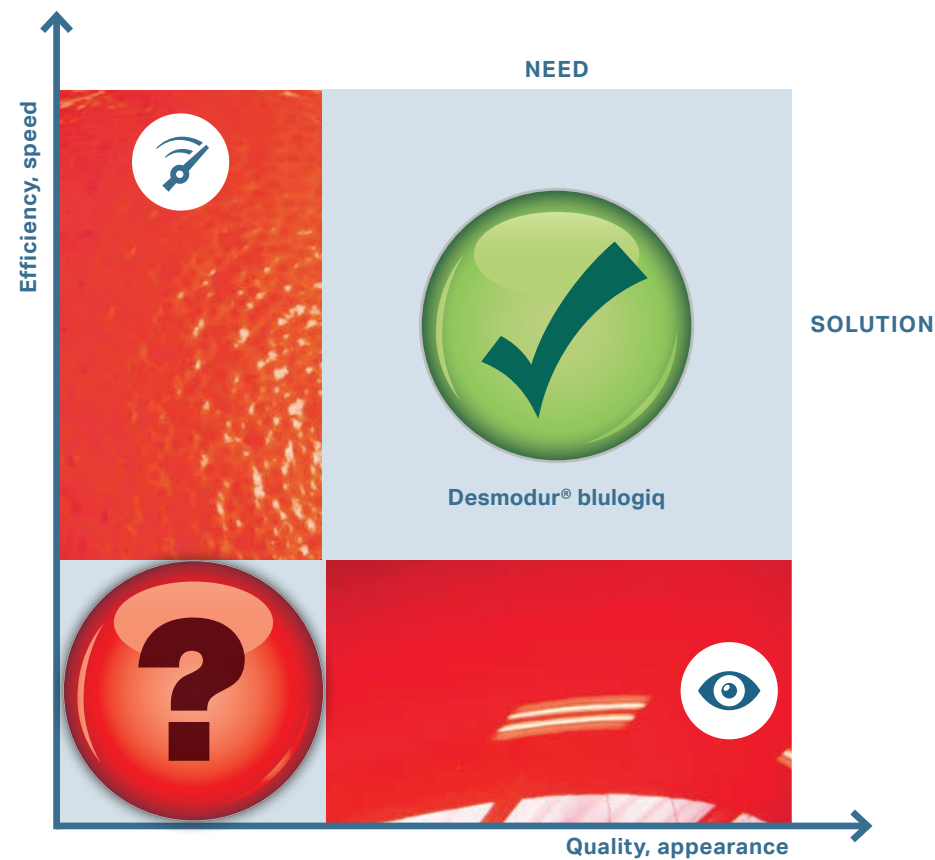 NEED
Efficiency, speed
SOLUTION
Desmodur® blulogiq
?
Quality, appearance